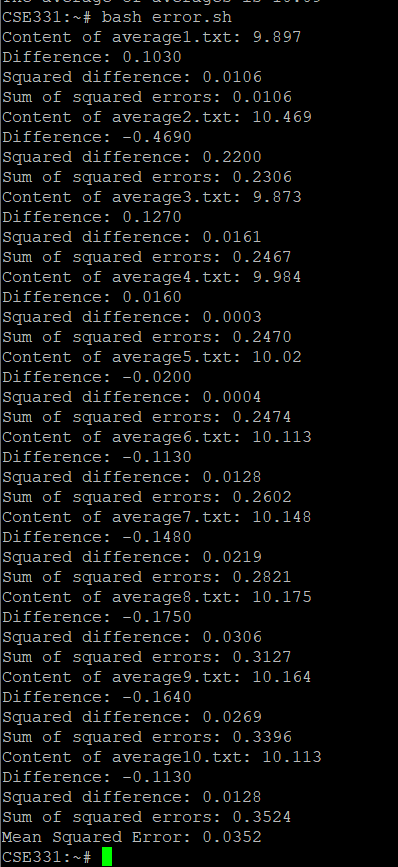 CSE331:~# bash error.sh
Content of average1.txt: 9.897
Difference: 0.1030
Squared difference: 0.0106
Sum of squared errors: 0.0106
Content of average2.txt: 10.469
Difference: -0.4690
Squared difference: 0.2200
Sum of squared errors: 0.2306
Content of average3.txt: 9.873
Difference: 0.1270
Squared difference: 0.0161
Sum of squared errors: 0.2467
Content of average4.txt: 9.984
Difference: 0.0160
Squared difference: 0.0003
Sum of squared errors: 0.2470
Content of average5.txt: 10.02
Difference: -0.0200
Squared difference: 0.0004
Sum of squared errors: 0.2474
Content of average6.txt: 10.113
Difference: -0.1130
Squared difference: 0.0128
Sum of squared errors: 0.2602
Content of average7.txt: 10.148
Difference: -0.1480
Squared difference: 0.0219
Sum of squared errors: 0.2821
Content of average8.txt: 10.175
Difference: -0.1750
Squared difference: 0.0306
Sum of squared errors: 0.3127
Content of average9.txt: 10.164
Difference: -0.1640
Squared difference: 0.0269
Sum of squared errors: 0.3396
Content of average10.txt: 10.113
Difference: -0.1130
Squared difference: 0.0128
Sum of squared errors: 0.3524
Mean Squared Error: 0.0352
CSE331:~#